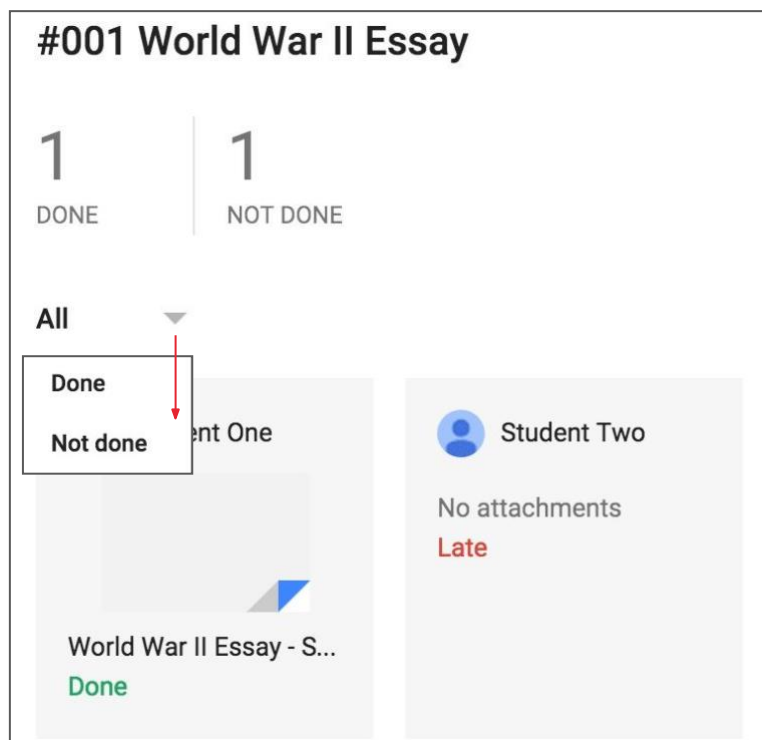 #001 World War II Essay
1 1
DONE NOT DONE
All
Done
Not done
ent One
Student Two
No attachments
Late
World War II Essay - S...
Done